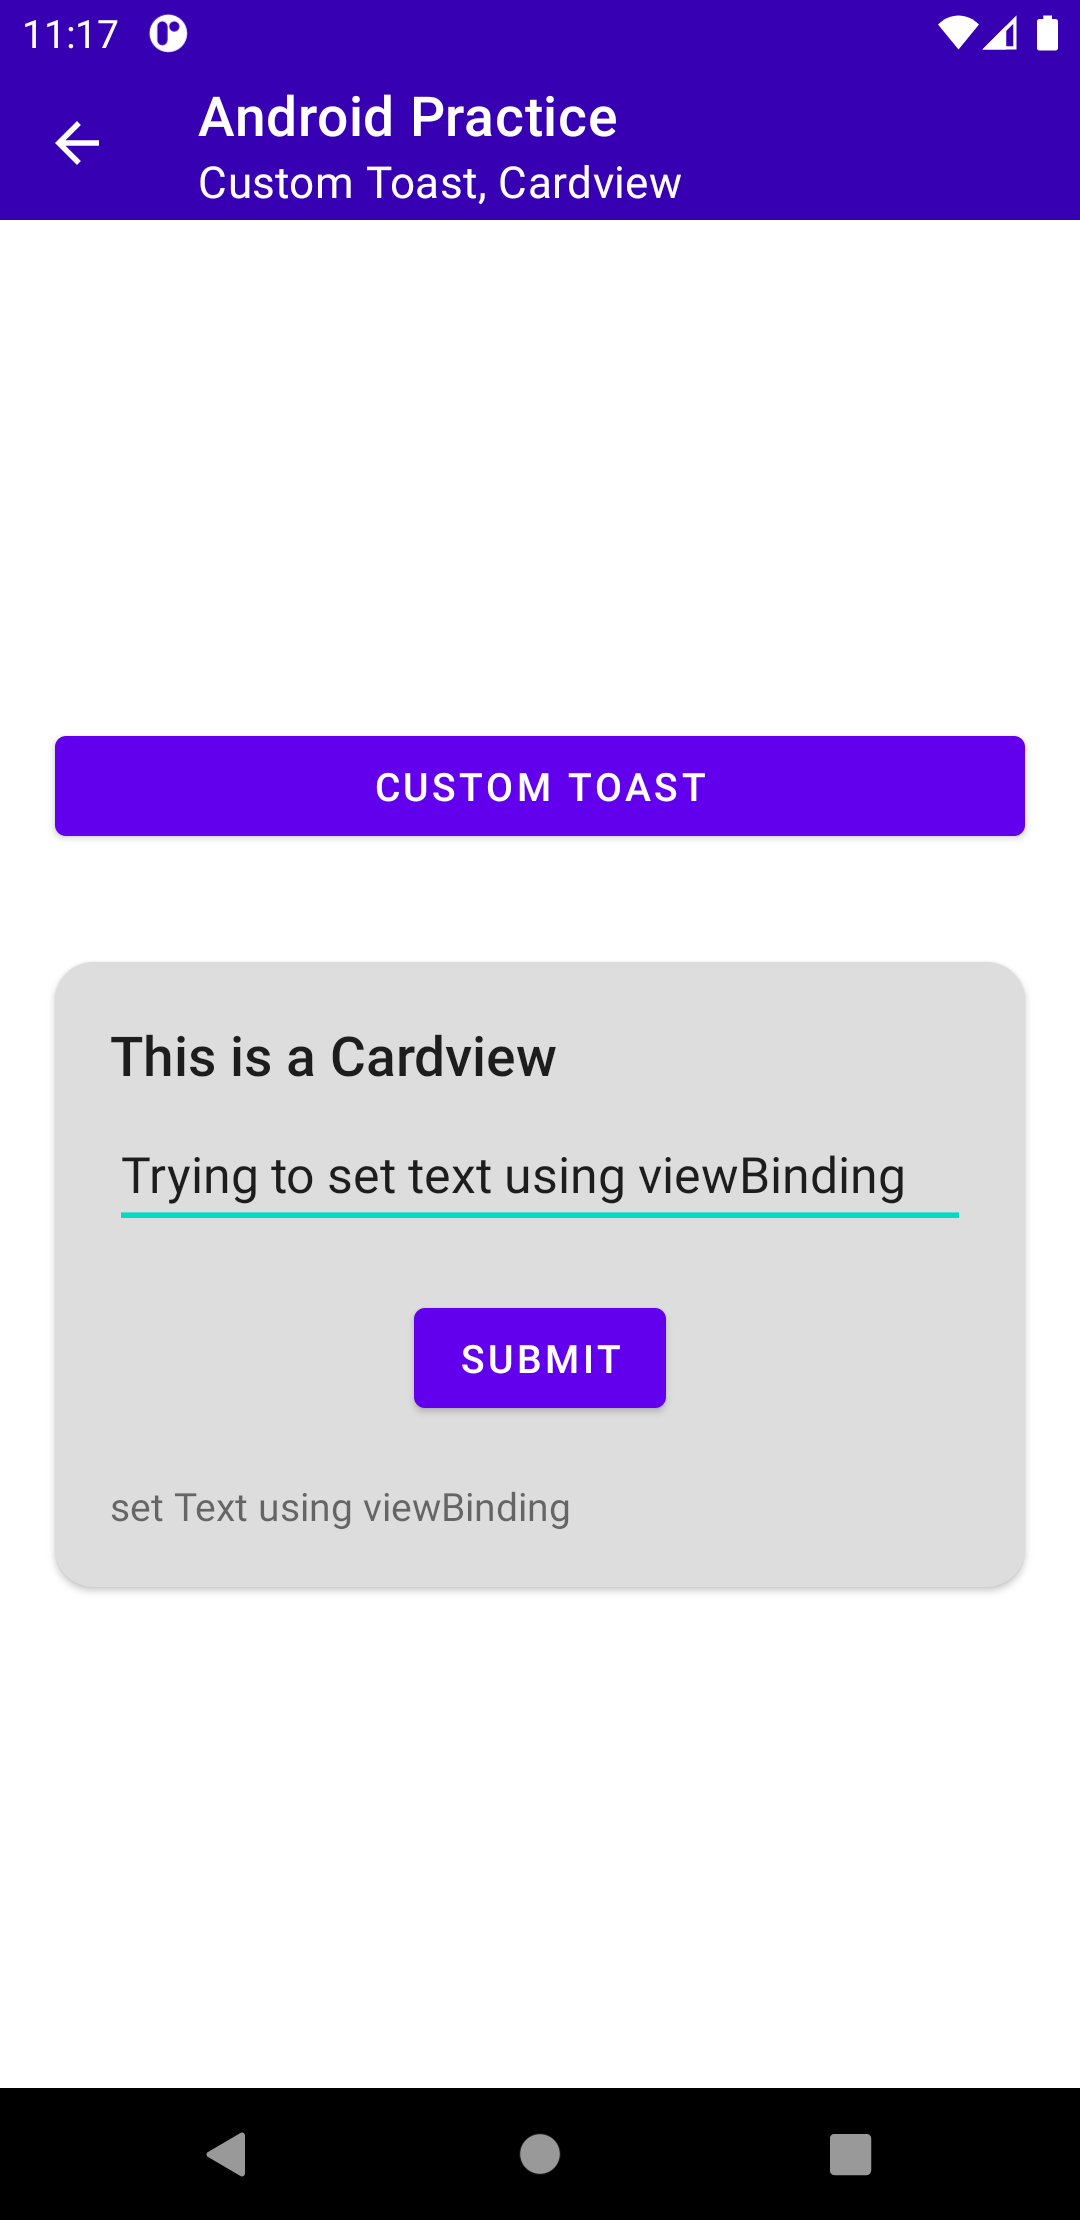 11:17
Android Practice
Custom Toast, Cardview
CUSTOM TOAST
This is a Cardview
Trying to set text using viewBinding
SUBMIT
set Text using viewBinding